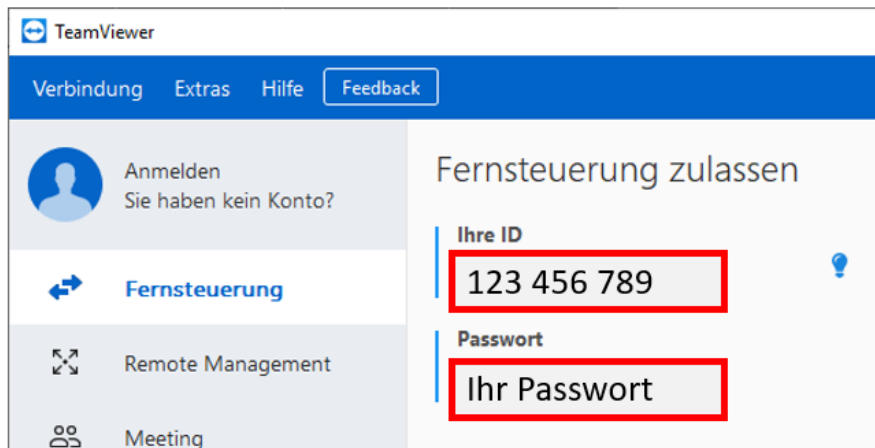 TeamViewer
Verbindung Extras Hilfe Feedback
Anmelden
Sie haben kein Konto?
Fernsteuerung
Remote Management
Meeting
Fernsteuerung zulassen
Ihre ID
123 456 789
Passwort
Ihr Passwort